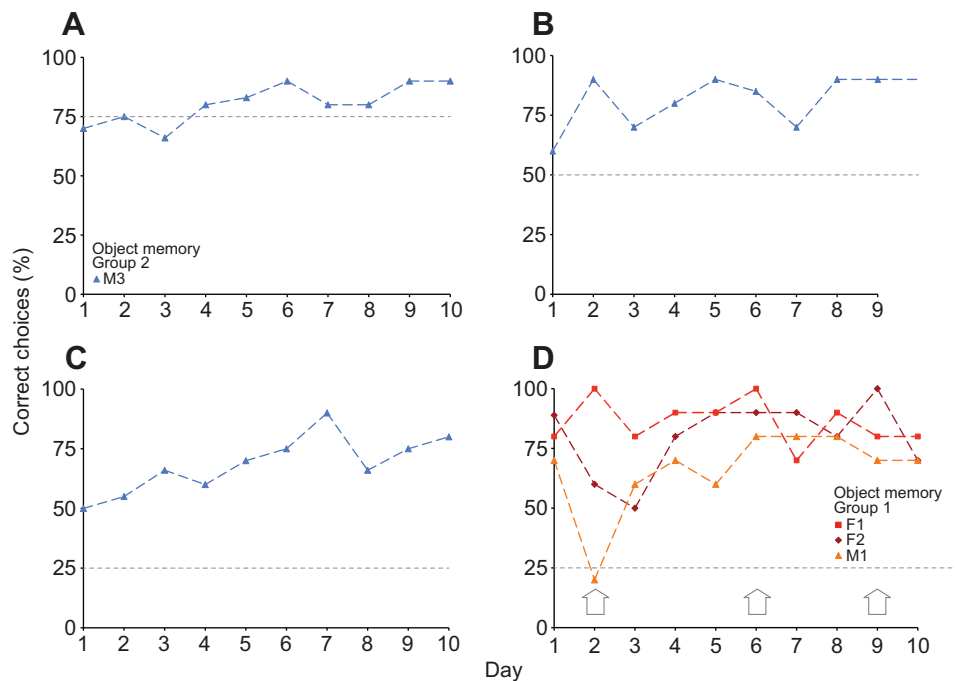 A
100
75
50
25
0
Object memory
Group 2
M3
1 2 3 4 5 6 7 8 9 10
B
100
75
50
25
0
1 2 3 4 5 6 7 8 9
Correct choices (%)
C
100
75
50
25
0
1 2 3 4 5 6 7 8 9 10
D
100
75
50
25
0
Object memory
Group 1
F1
F2
M1
1 2 3 4 5 6 7 8 9 10
Day